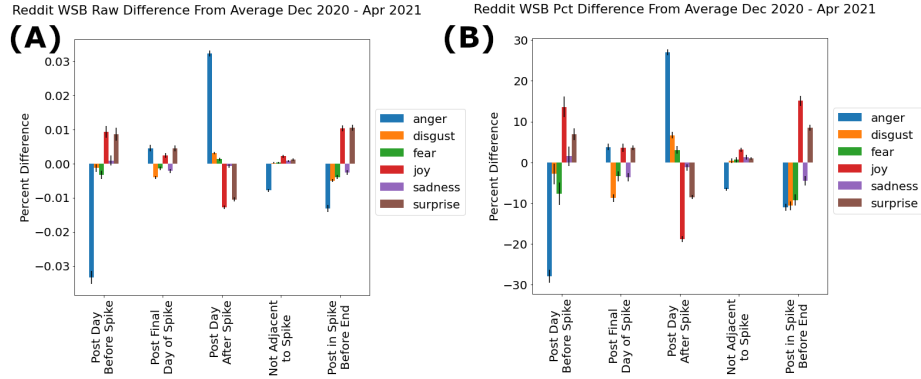 Reddit WSB Raw Difference From Average Dec 2020 - Apr 2021
(A)
Percent Difference
0.03
0.02
0.01
0.00
−0.01
−0.02
−0.03
Post Day
Before Spike
Post Final
Day of Spike
Post Day
After Spike
Not Adjacent
to Spike
Post in Spike
Before End
anger
disgust
fear
joy
sadness
surprise
Reddit WSB Pct Difference From Average Dec 2020 - Apr 2021
(B)
Percent Difference
30
20
10
0
−10
−20
−30
Post Day
Before Spike
Post Final
Day of Spike
Post Day
After Spike
Not Adjacent
to Spike
Post in Spike
Before End
anger
disgust
fear
joy
sadness
surprise